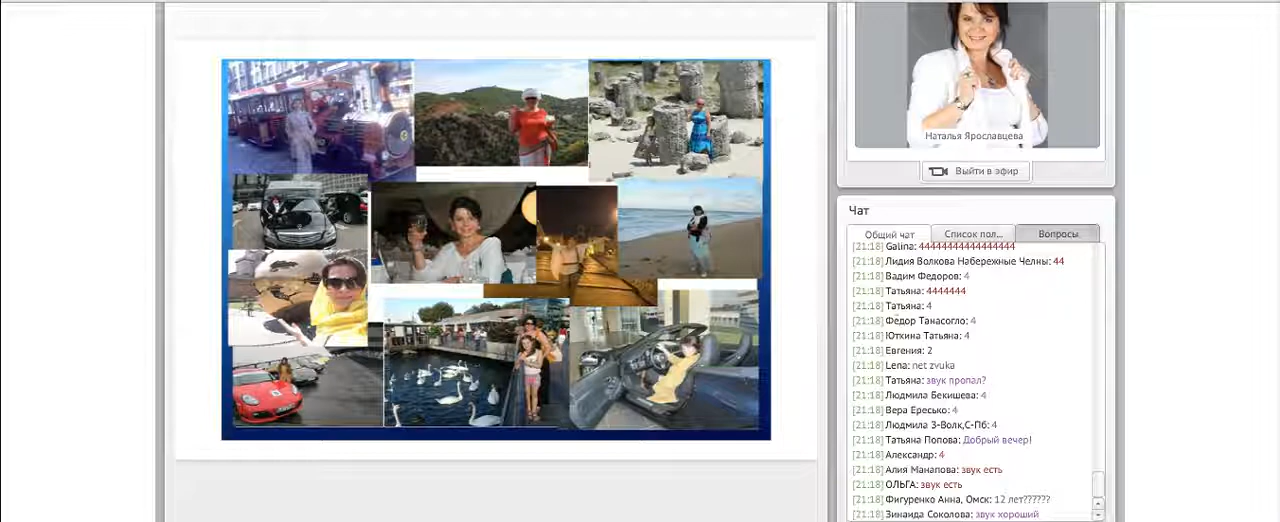 Наталья Ярославцева
Выйти в эфир
Чат
Общий чат
Список пол...
Вопросы
[21:18] Galina: 44444444444444444
[21:18] Лидия Волкова Набережные Челны: 44
[21:18] Вадим Федоров: 4
[21:18] Татьяна: 4444444
[21:18] Татьяна: 4
[21:18] Фёдор Танасогло: 4
[21:18] Юткина Татьяна: 4
[21:18] Евгения: 2
[21:18] Lena: net zvuka
[21:18] Татьяна: звук пропал?
[21:18] Людмила Бекишева: 4
[21:18] Вера Ересько: 4
[21:18] Людмила З-Волк,С-Пб: 4
[21:18] Татьяна Попова: Добрый вечер!
[21:18] Александр: 4
[21:18] Алия Манапова: звук есть
[21:18] ОЛЬГА: звук есть
[21:18] Фигуренко Анна, Омск: 12 лет??????
[21:18] Зинаида Соколова: звук хороший